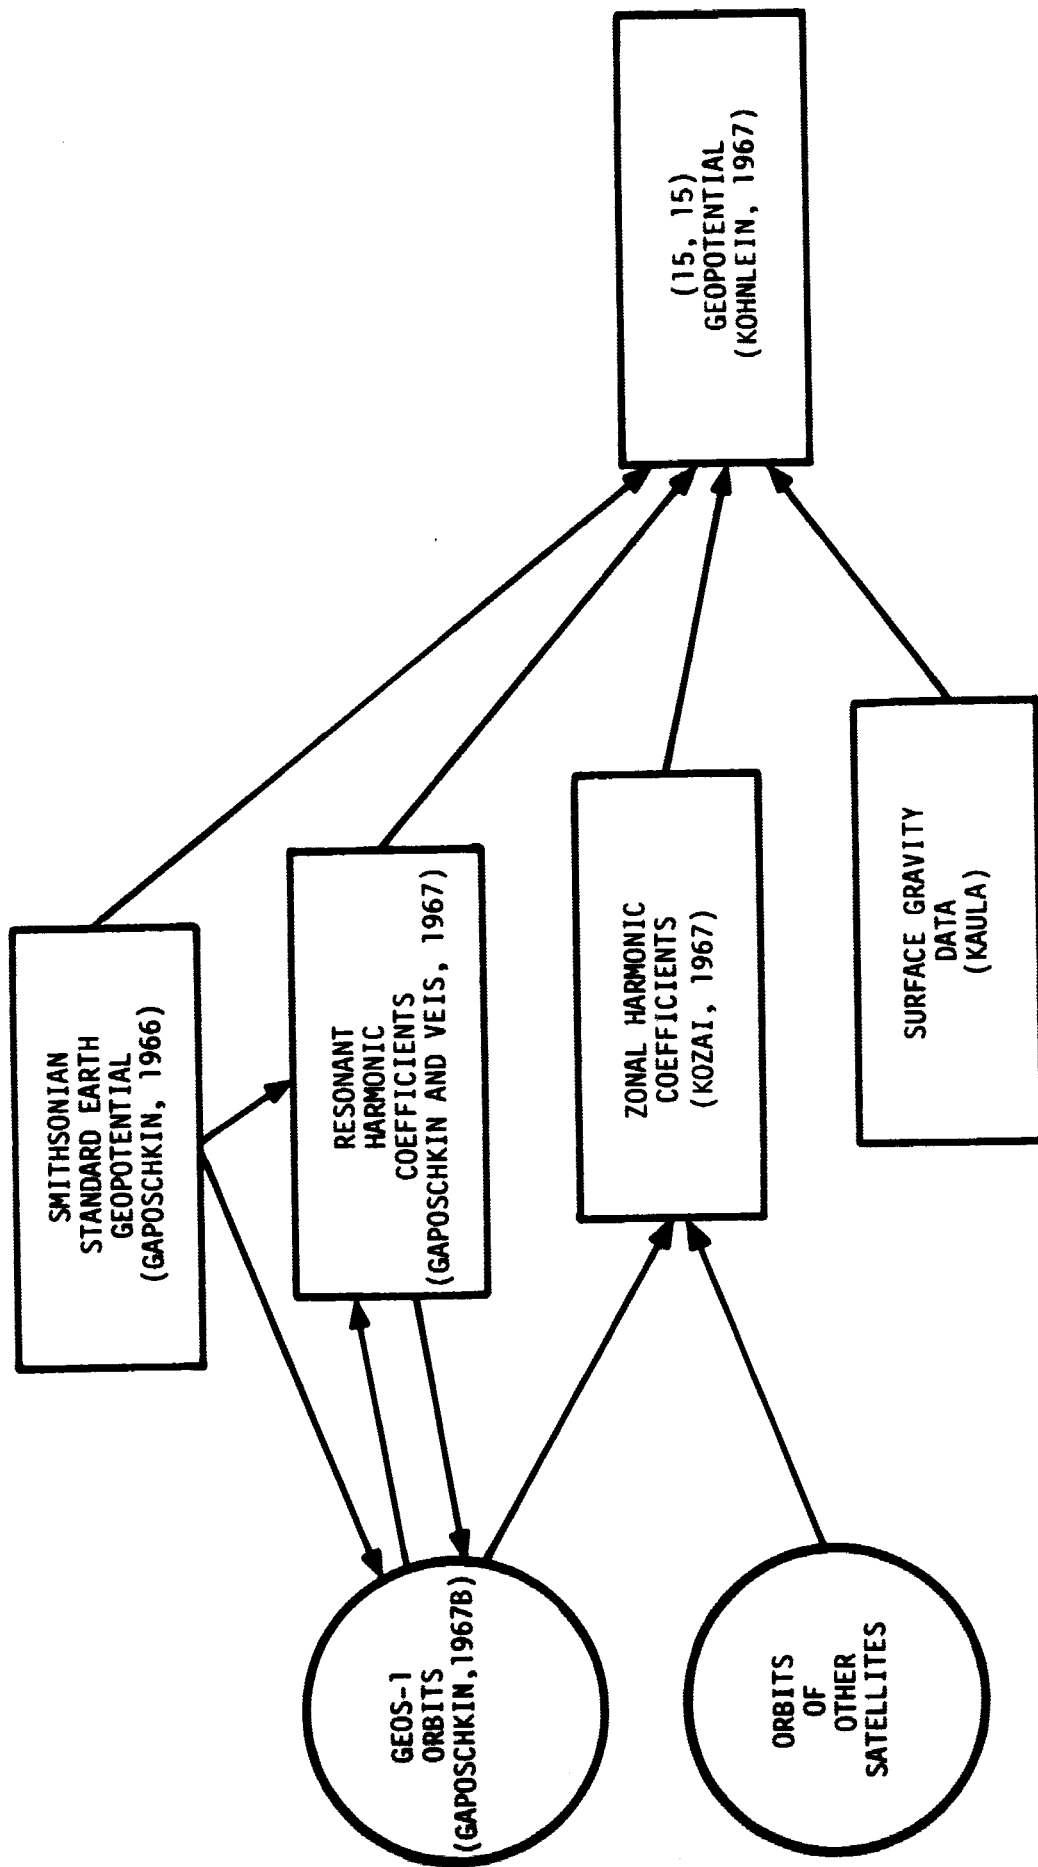 SMITHSONIAN
STANDARD EARTH
GEOPOTENTIAL
(GAPOSCHKIN, 1966)
GEOS-1
ORBITS
(GAPOSCHKIN,1967B)
RESONANT
HARMONIC
COEFFICIENTS
(GAPOSCHKIN AND VEIS, 1967)
(15, 15)
GEOPOTENTIAL
(KOHNLEIN, 1967)
ZONAL HARMONIC
COEFFICIENTS
(KOZAI, 1967)
ORBITS
OF
OTHER
SATELLITES
SURFACE GRAVITY
DATA
(KAULA)